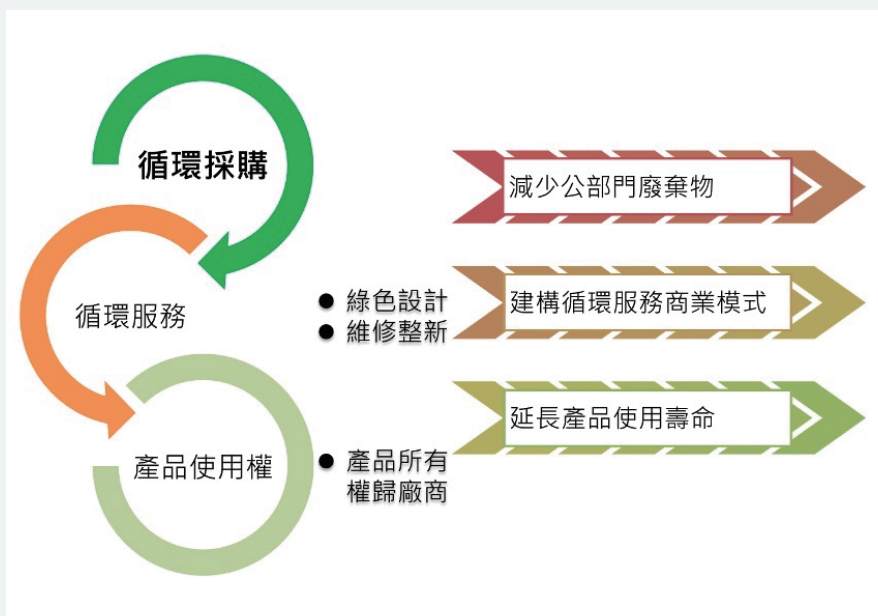 循環採購
循環服務
產品使用權
● 綠色設計
● 維修整新
● 產品所有
權歸廠商
減少公部門廢棄物
建構循環服務商業模式
延長產品使用壽命